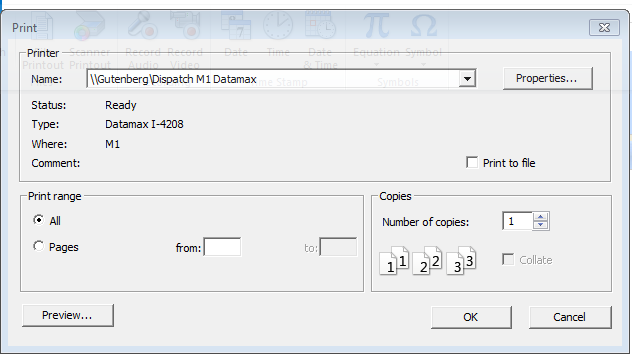 Print
Printout
Scanner
Printout
Record
Audio
Record
Video
Date
Time
Date
& Time
Equation
Symbol
Time Stamp
Symbols
Printer
Name:
\\Gutenberg\Dispatch M1 Datamax
Properties...
Status:
Ready
Type:
Datamax I-4208
Where:
M1
Comment:
Print to file
Print range
All
Pages
from:
to:
Copies
Number of copies:
1
1 1 2 2 3 3
Collate
Preview...
OK
Cancel